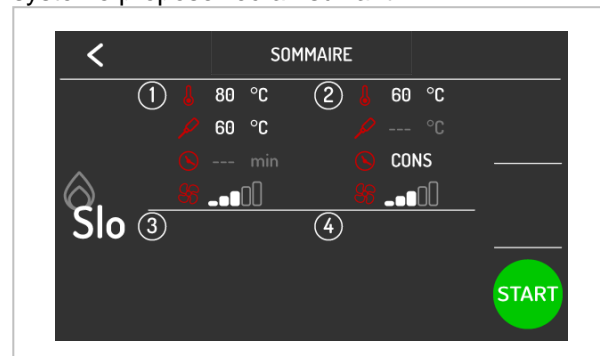 SOMMAIRE
1 80 °C 2 60 °C
60 °C --- °C
--- min CONS
Slo 3 4
START